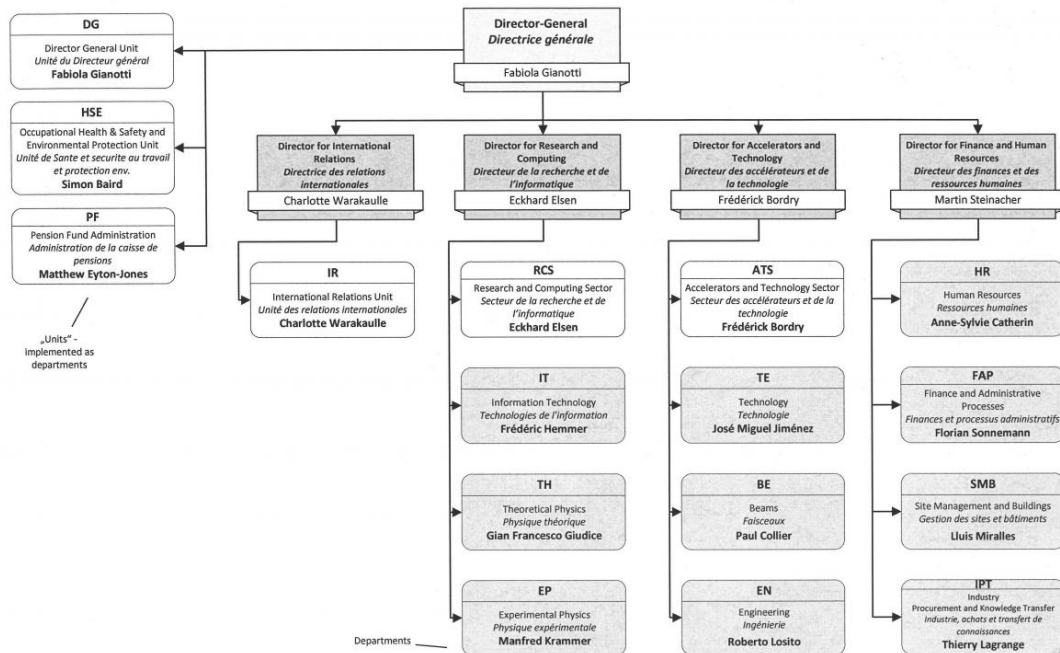 Director-General
Directrice générale
Fabiola Gianotti
DG
Director General Unit
Unité du Directeur général
Fabiola Gianotti
HSE
Occupational Health & Safety and
Environmental Protection Unit
Unité de Sante et securite au travail
et protection env.
Simon Baird
PF
Pension Fund Administration
Administration de la caisse de
pensions
Matthew Eyton-Jones
„Units“ -
implemented as
departments
Director for International
Relations
Directrice des relations
internationales
Charlotte Warakaulle
IR
International Relations Unit
Unité des relations internationales
Charlotte Warakaulle
Director for Research and
Computing
Directeur de la recherche et de
l’informatique
Eckhard Elsen
RCS
Research and Computing Sector
Secteur de la recherche et de
l’informatique
Eckhard Elsen
IT
Information Technology
Technologies de l’information
Frédéric Hemmer
TH
Theoretical Physics
Physique théorique
Gian Francesco Giudice
EP
Experimental Physics
Physique expérimentale
Manfred Krammer
Departments
Director for Accelerators and
Technology
Directeur des accélérateurs et de
la technologie
Frédérick Bordry
ATS
Accelerators and Technology Sector
Secteur des accélérateurs et de la
technologie
Frédérick Bordry
TE
Technology
Technologie
José Miguel Jiménez
BE
Beams
Faisceaux
Paul Collier
EN
Engineering
Ingénierie
Roberto Losito
Director for Finance and Human
Resources
Directeur des finances et des
ressources humaines
Martin Steinacher
HR
Human Resources
Ressources humaines
Anne-Sylvie Catherin
FAP
Finance and Administrative
Processes
Finances et processus administratifs
Florian Sonnemann
SMB
Site Management and Buildings
Gestion des sites et bâtiments
Lluis Miralles
IPT
Industry
Procurement and Knowledge Transfer
Industrie, achats et transfert de
connaissances
Thierry Lagrange